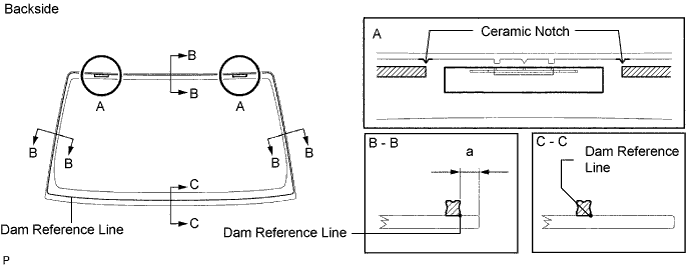 Backside
B
B
A
A
B
B
B
B
C
C
Dam Reference Line
P
A
Ceramic Notch
B - B
a
Dam Reference Line
C - C
Dam Reference
Line